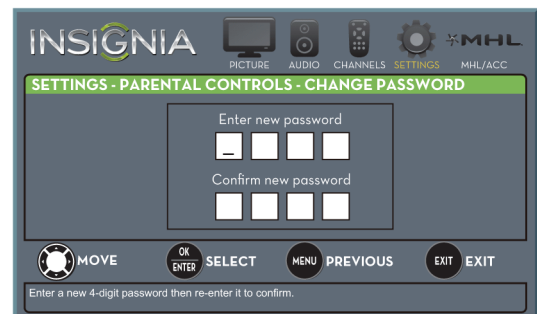 INSIGNIA
PICTURE AUDIO CHANNELS SETTINGS MHL MHL/ACC
SETTINGS - PARENTAL CONTROLS - CHANGE PASSWORD
Enter new password
_
Confirm new password
MOVE OK ENTER SELECT MENU PREVIOUS EXIT EXIT
Enter a new 4-digit password then re-enter it to confirm.